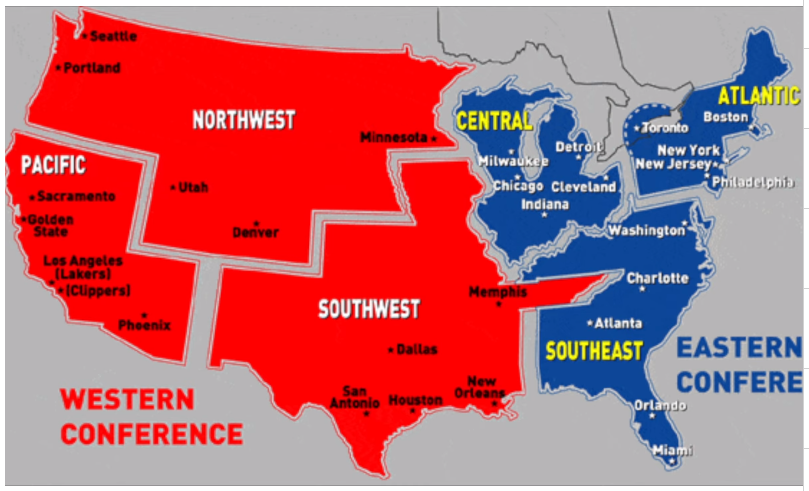 Seattle
Portland
NORTHWEST
Minnesota
PACIFIC
Sacramento
Golden
State
Los Angeles
(Lakers)
(Clippers)
Phoenix
Utah
Denver
SOUTHWEST
Memphis
Dallas
San
Antonio
Houston
New
Orleans
WESTERN
CONFERENCE
CENTRAL
Milwaukee
Detroit
Chicago
Cleveland
Indiana
ATLANTIC
Boston
Toronto
New York
New Jersey
Philadelphia
Washington
Charlotte
Atlanta
SOUTHEAST
Orlando
Miami
EASTERN
CONFERE